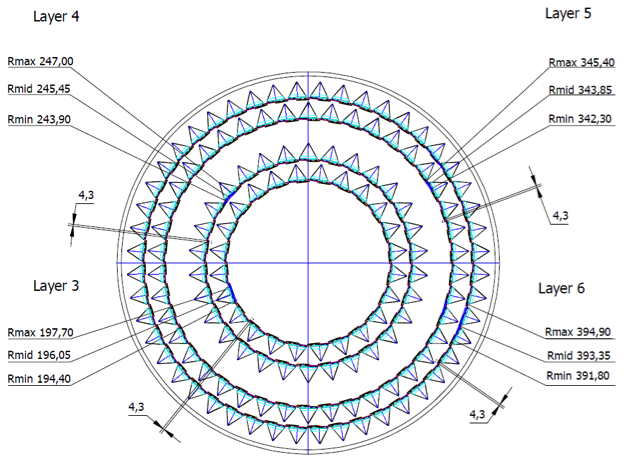 Layer 4
Rmax 247,00
Rmid 245,45
Rmin 243,90
4,3
Layer 5
Rmax 345,40
Rmid 343,85
Rmin 342,30
4,3
Layer 3
Rmax 197,70
Rmid 196,05
Rmin 194,40
4,3
Layer 6
Rmax 394,90
Rmid 393,35
Rmin 391,80
4,3